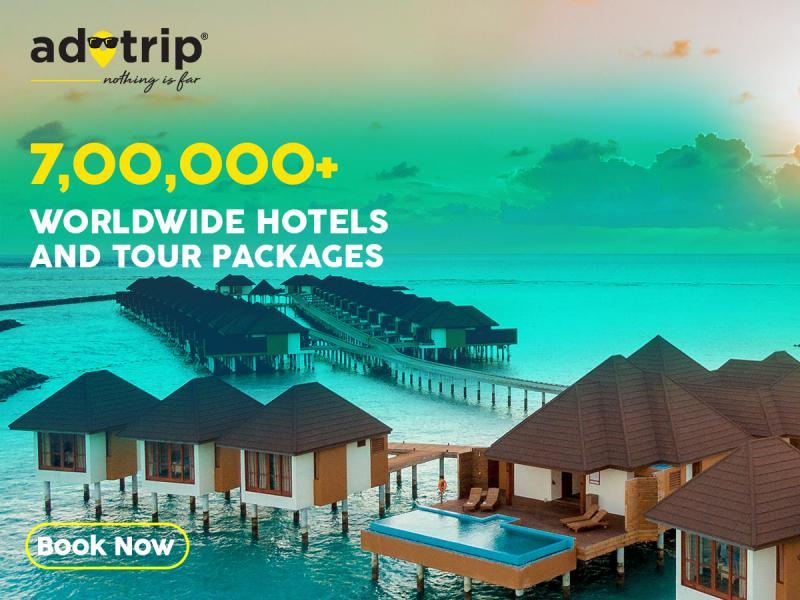 adotrip®
nothing is far
7,00,000+
WORLDWIDE HOTELS
AND TOUR PACKAGES
Book Now